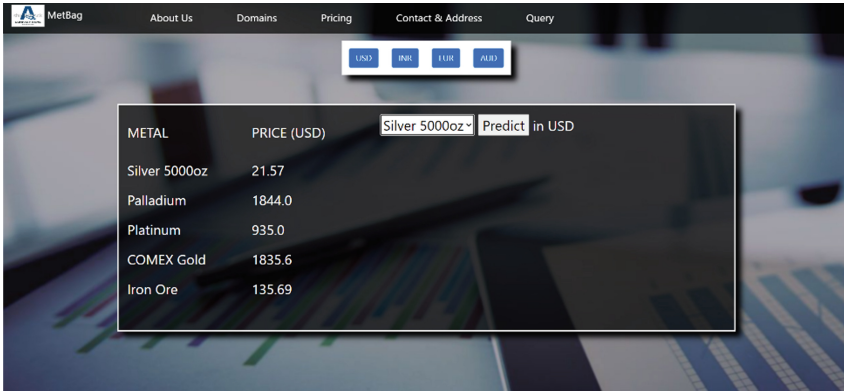 MetBag About Us Domains Pricing Contact & Address Query
USD INR EUR AUD
METAL PRICE (USD) Silver 5000oz Predict in USD
Silver 5000oz 21.57
Palladium 1844.0
Platinum 935.0
COMEX Gold 1835.6
Iron Ore 135.69